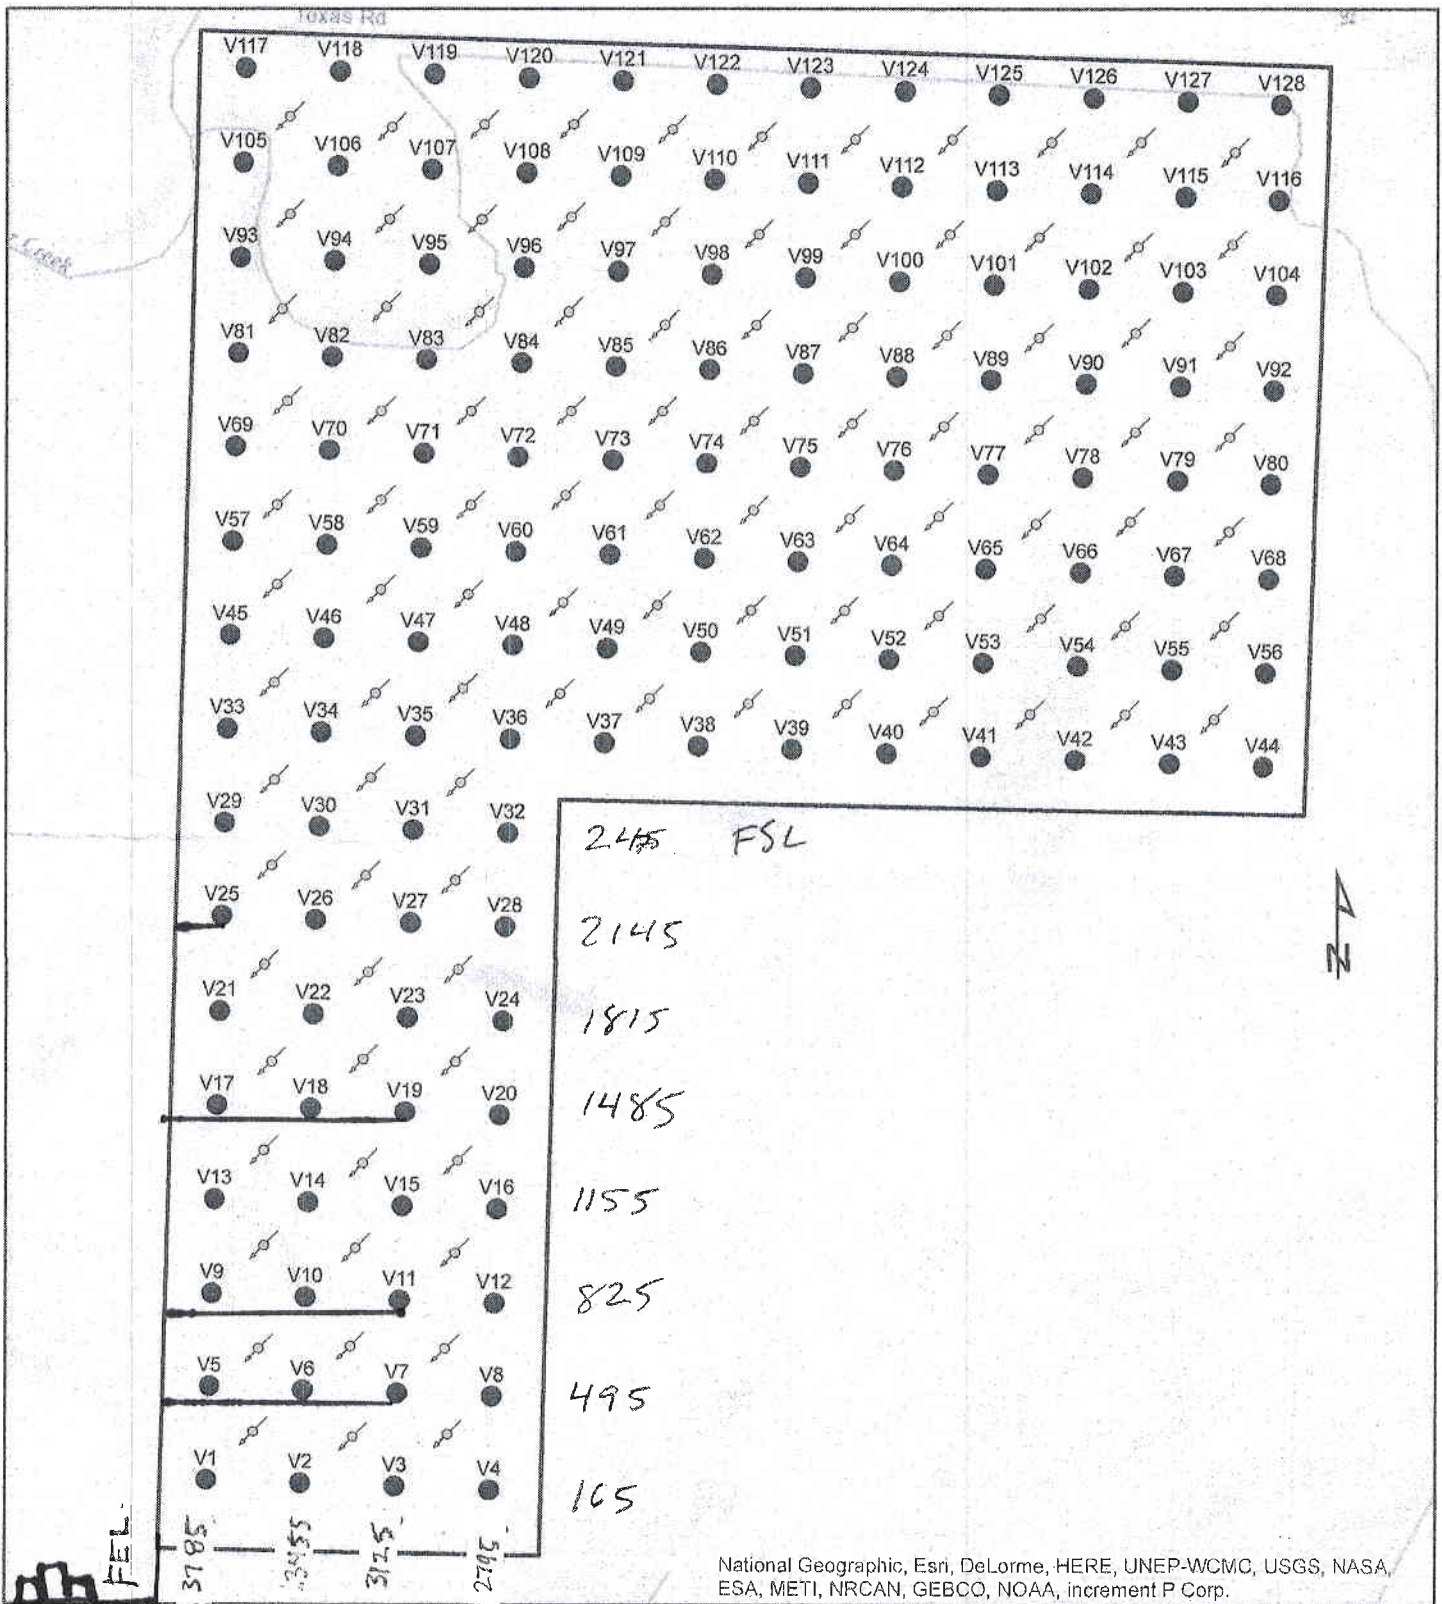 Texas Rd
V117 V118 V119 V120 V121 V122 V123 V124 V125 V126 V127 V128
V105 V106 V107 V108 V109 V110 V111 V112 V113 V114 V115 V116
Creek
V93 V94 V95 V96 V97 V98 V99 V100 V101 V102 V103 V104
V81 V82 V83 V84 V85 V86 V87 V88 V89 V90 V91 V92
V69 V70 V71 V72 V73 V74 V75 V76 V77 V78 V79 V80
V57 V58 V59 V60 V61 V62 V63 V64 V65 V66 V67 V68
V45 V46 V47 V48 V49 V50 V51 V52 V53 V54 V55 V56
V33 V34 V35 V36 V37 V38 V39 V40 V41 V42 V43 V44
V29 V30 V31 V32
FSL
V25 V26 V27 V28 2145
N
V21 V22 V23 V24 1815
V17 V18 V19 V20 1485
V13 V14 V15 V16 1155
V9 V10 V11 V12 825
V5 V6 V7 V8 495
V1 V2 V3 V4 165
FEL 3785 3455 3125 2795
National Geographic, Esri, DeLorme, HERE, UNEP-WCMC, USGS, NASA,
ESA, METI, NRCAN, GEBCO, NOAA, increment P Corp.